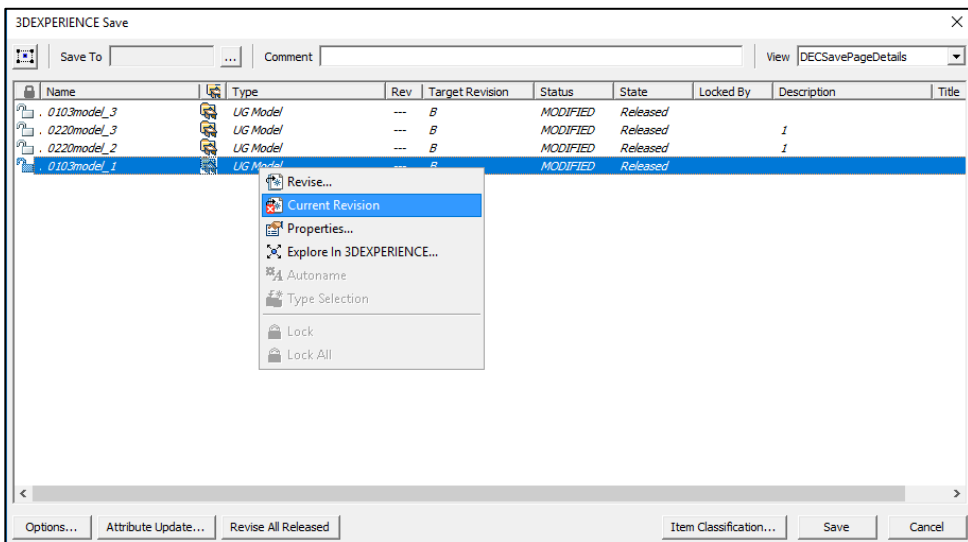 3DEXPERIENCE Save
Save To ... Comment View DECSavePageDetails
Name Type Rev Target Revision Status State Locked By Description Title
. 0103model_3 UG Model --- B MODIFIED Released
. 0220model_3 UG Model --- B MODIFIED Released 1
. 0220model_2 UG Model --- B MODIFIED Released 1
. 0103model_1 UG Model --- B MODIFIED Released
Revise...
Current Revision
Properties...
Explore In 3DEXPERIENCE...
Autoname
Type Selection
Lock
Lock All
Options... Attribute Update... Revise All Released Item Classification... Save Cancel